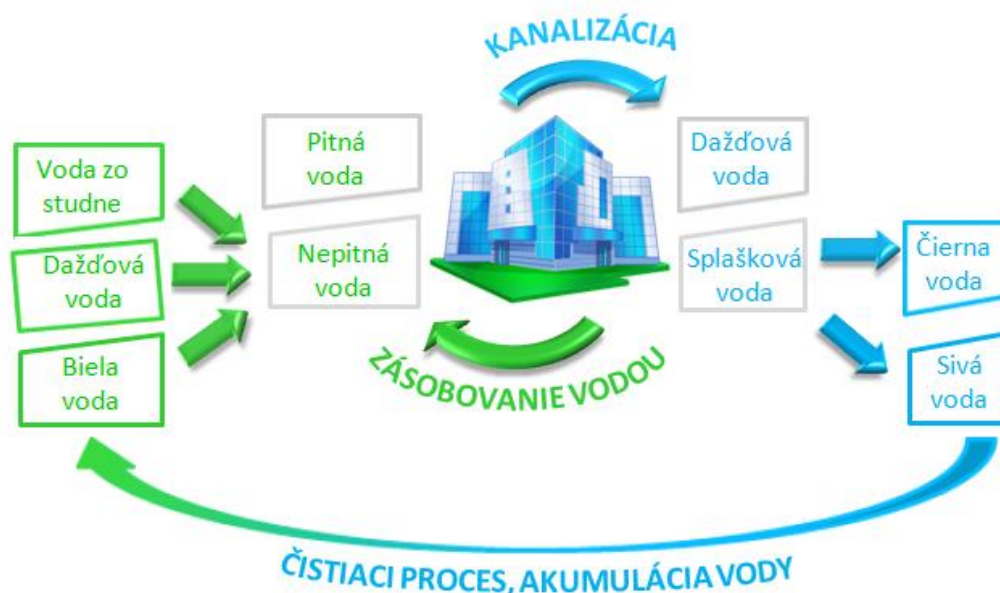 KANALIZÁCIA
Voda zo
studne
Dažďová
voda
Biela
voda
Pitná
voda
Nepitná
voda
Dažďová
voda
Splašková
voda
Čierna
voda
Sivá
voda
ZÁSOBOVANIE VODOU
ČISTIACI PROCES, AKUMULÁCIA VODY